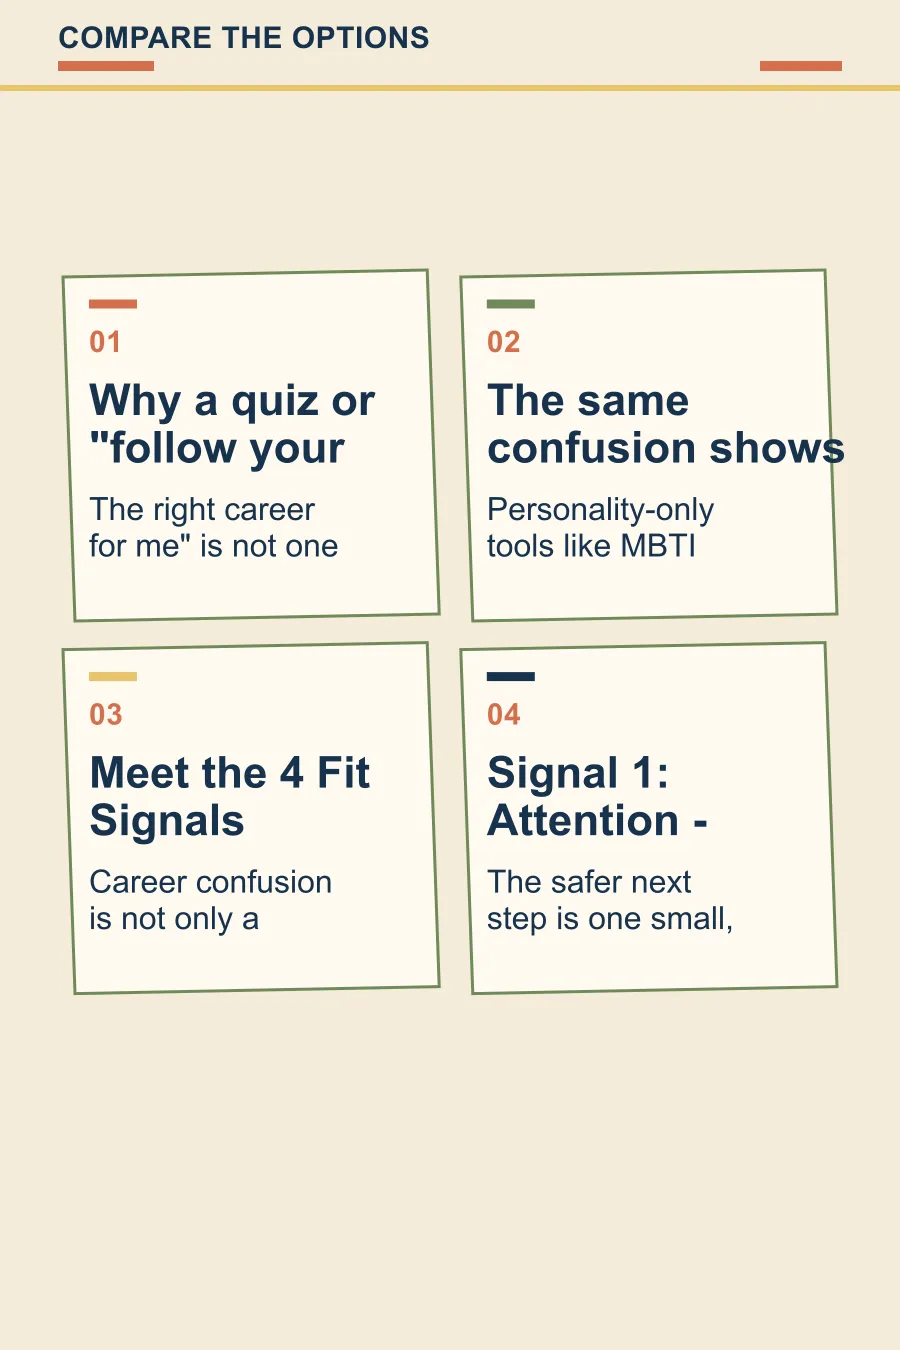 COMPARE THE OPTIONS
01
Why a quiz or
"follow your
The right career
for me" is not one
02
The same
confusion shows
Personality-only
tools like MBTI
03
Meet the 4 Fit
Signals
Career confusion
is not only a
04
Signal 1:
Attention -
The safer next
step is one small,